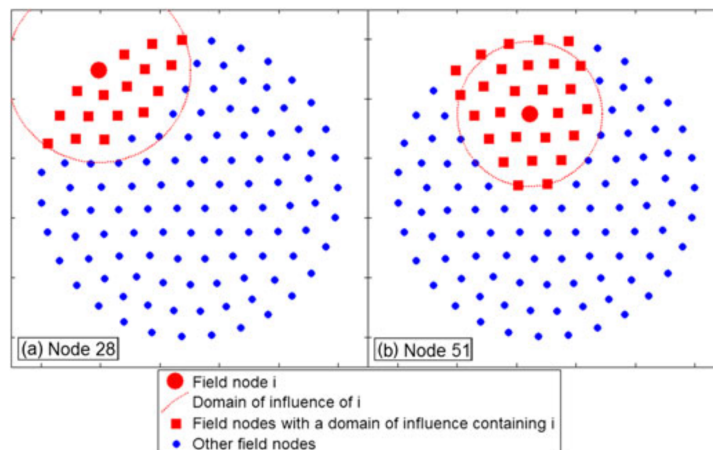 (a) Node 28
(b) Node 51
Field node i
Domain of influence of i
Field nodes with a domain of influence containing i
Other field nodes